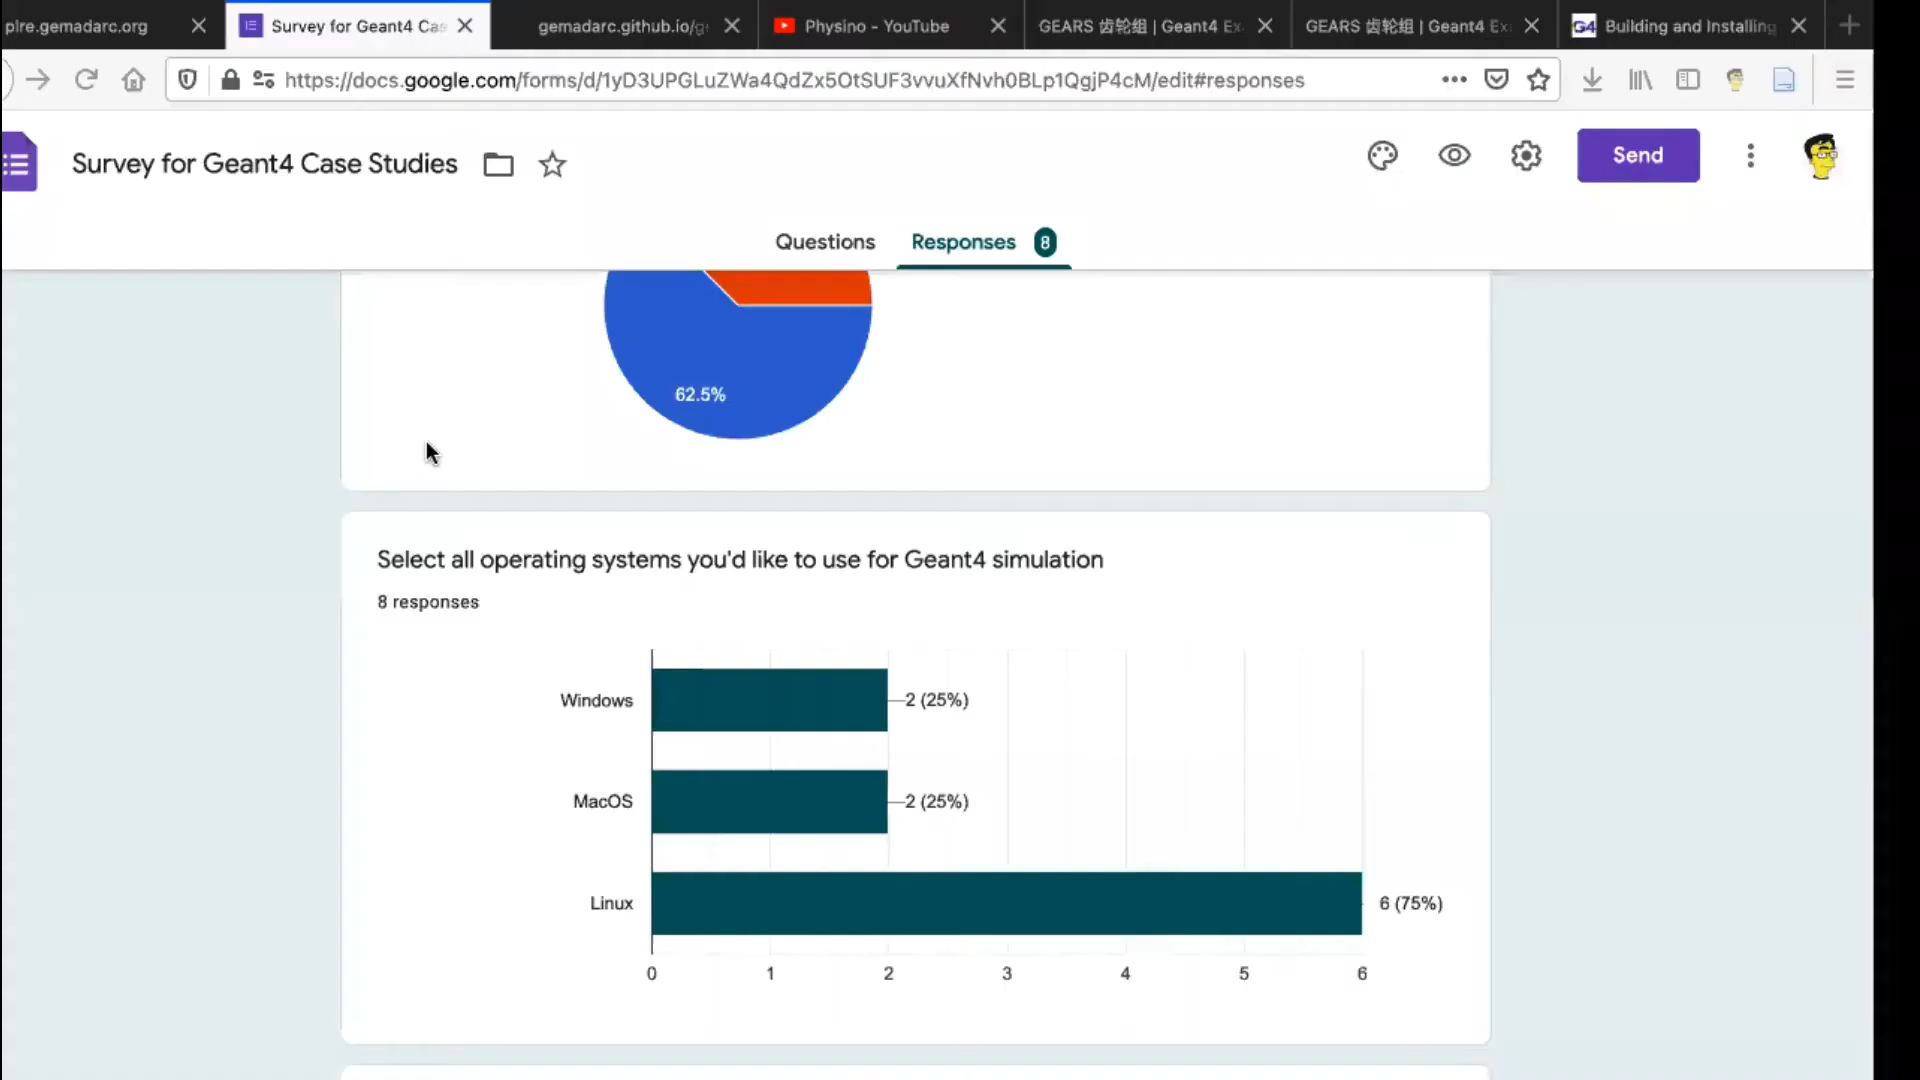 pire.gemadarc.org
Survey for Geant4 Cas
gemadarc.github.io/g
Physino - YouTube
GEARS 齿轮组 | Geant4 Ex
GEARS 齿轮组 | Geant4 Ex
G4 Building and Installing
https://docs.google.com/forms/d/1yD3UPGLuZWa4QdZx5OtSUF3vvuXfNvh0BLp1QgjP4cM/edit#responses
Survey for Geant4 Case Studies
Send
Questions
Responses 8
62.5%
Select all operating systems you'd like to use for Geant4 simulation
8 responses
Windows
2 (25%)
MacOS
2 (25%)
Linux
6 (75%)
0 1 2 3 4 5 6